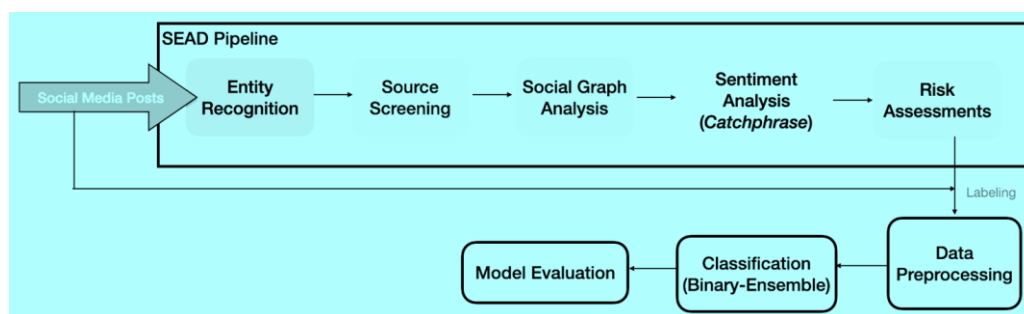 SEAD Pipeline
Social Media Posts
Entity
Recognition
Source
Screening
Social Graph
Analysis
Sentiment
Analysis
(Catchphrase)
Risk
Assessments
Labeling
Data
Preprocessing
Classification
(Binary-Ensemble)
Model Evaluation